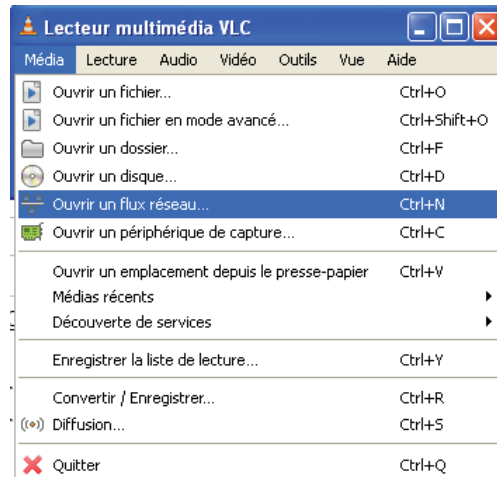 Lecteur multimédia VLC
Média Lecture Audio Vidéo Outils Vue Aide
Ouvrir un fichier... Ctrl+O
Ouvrir un fichier en mode avancé... Ctrl+Shift+O
Ouvrir un dossier... Ctrl+F
Ouvrir un disque... Ctrl+D
Ouvrir un flux réseau... Ctrl+N
Ouvrir un périphérique de capture... Ctrl+C
Ouvrir un emplacement depuis le presse-papier Ctrl+V
Médias récents
Découverte de services
Enregistrer la liste de lecture... Ctrl+Y
Convertir / Enregistrer... Ctrl+R
Diffusion... Ctrl+S
Quitter Ctrl+Q